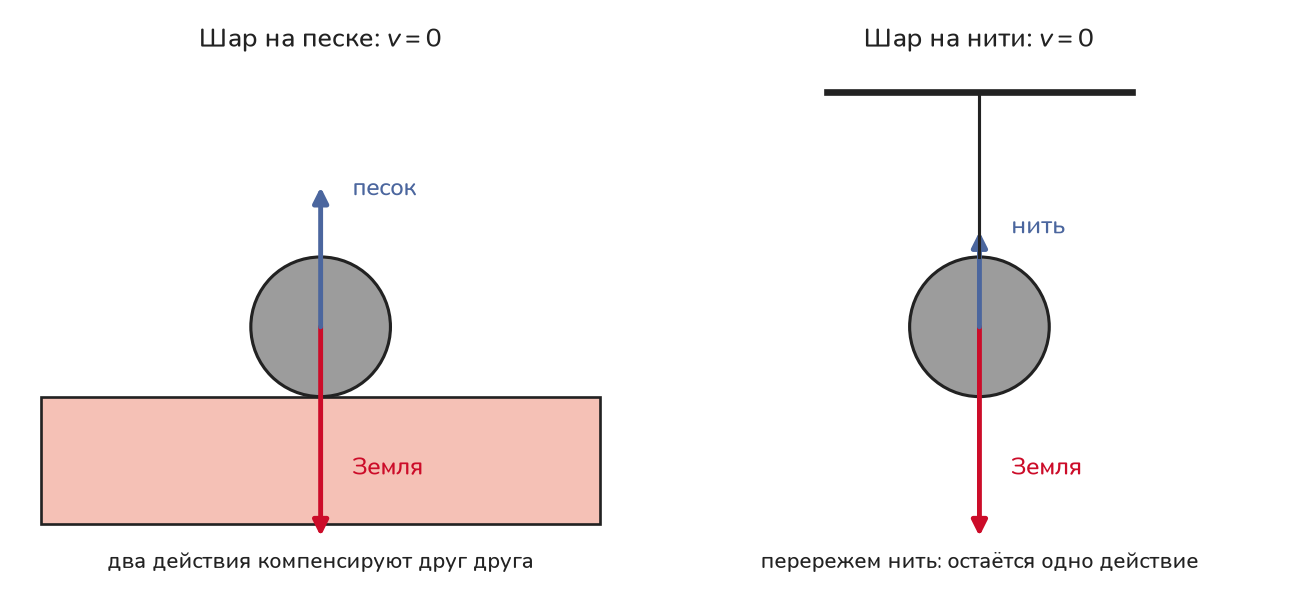 Шар на песке: v = 0
песок
Земля
два действия компенсируют друг друга
Шар на нити: v = 0
нить
Земля
перережем нить: остаётся одно действие